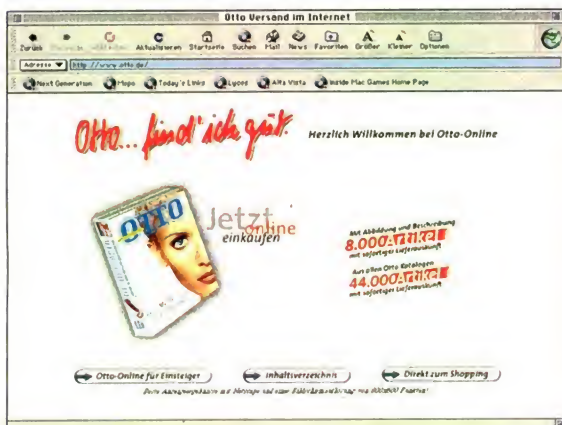 Otto Versand im Internet
Zurück Aktualisieren Startseite Suchen Mail News Favoriten Größer Kleiner Optionen
Adresse http://www.otto.de/
Next Generation Mops Today's Links Lycos Alta Vista Inside Mac Games Home Page
Otto... find' ich gut.
Herzlich Willkommen bei Otto-Online
OTTO
Jetzt
online
einkaufen
Mit Abbildung und Beschreibung
8.000 Artikel
mit sofortiger Lieferauskunft
Aus allen Otto Katalogen
44.000 Artikel
mit sofortiger Lieferauskunft
Otto-Online für Einsteiger
Inhaltsverzeichnis
Direkt zum Shopping